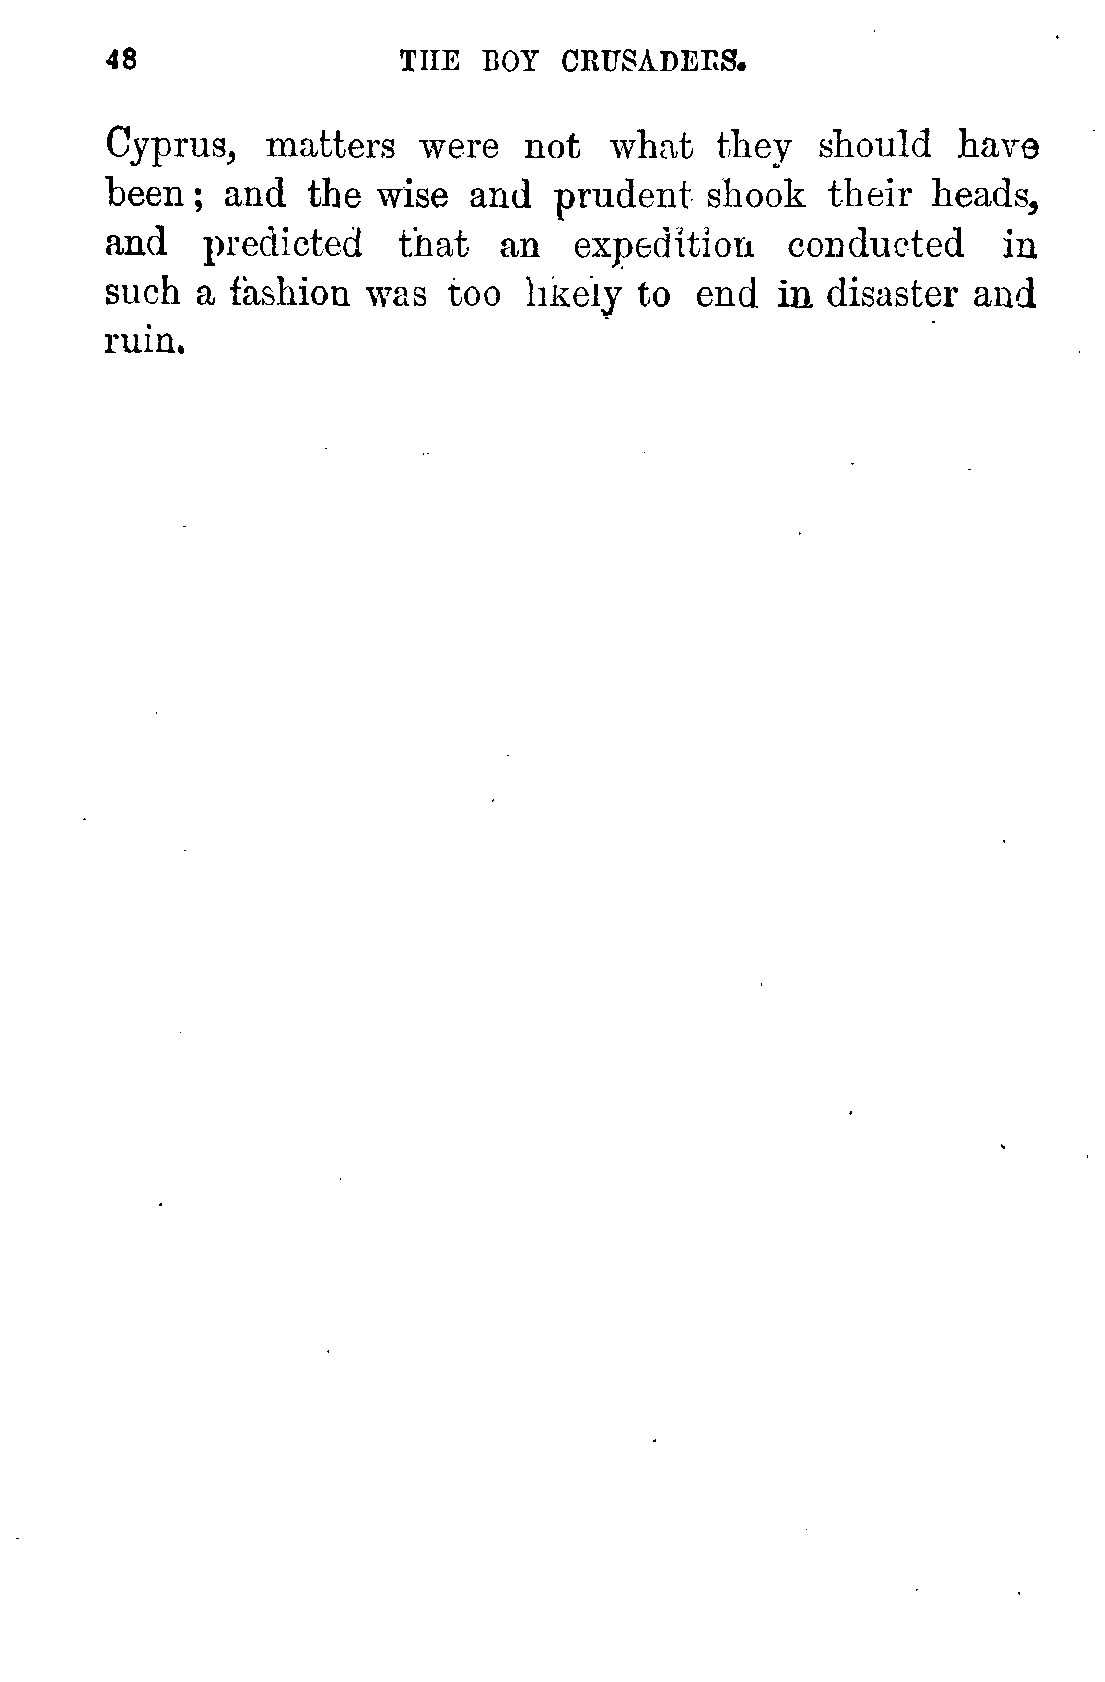 48 THE BOY CRUSADERS.
Cyprus, matters were not what they should have
been; and the wise and prudent shook their heads,
and predicted that an expedition conducted in
such a fashion was too likely to end in disaster and
ruin.